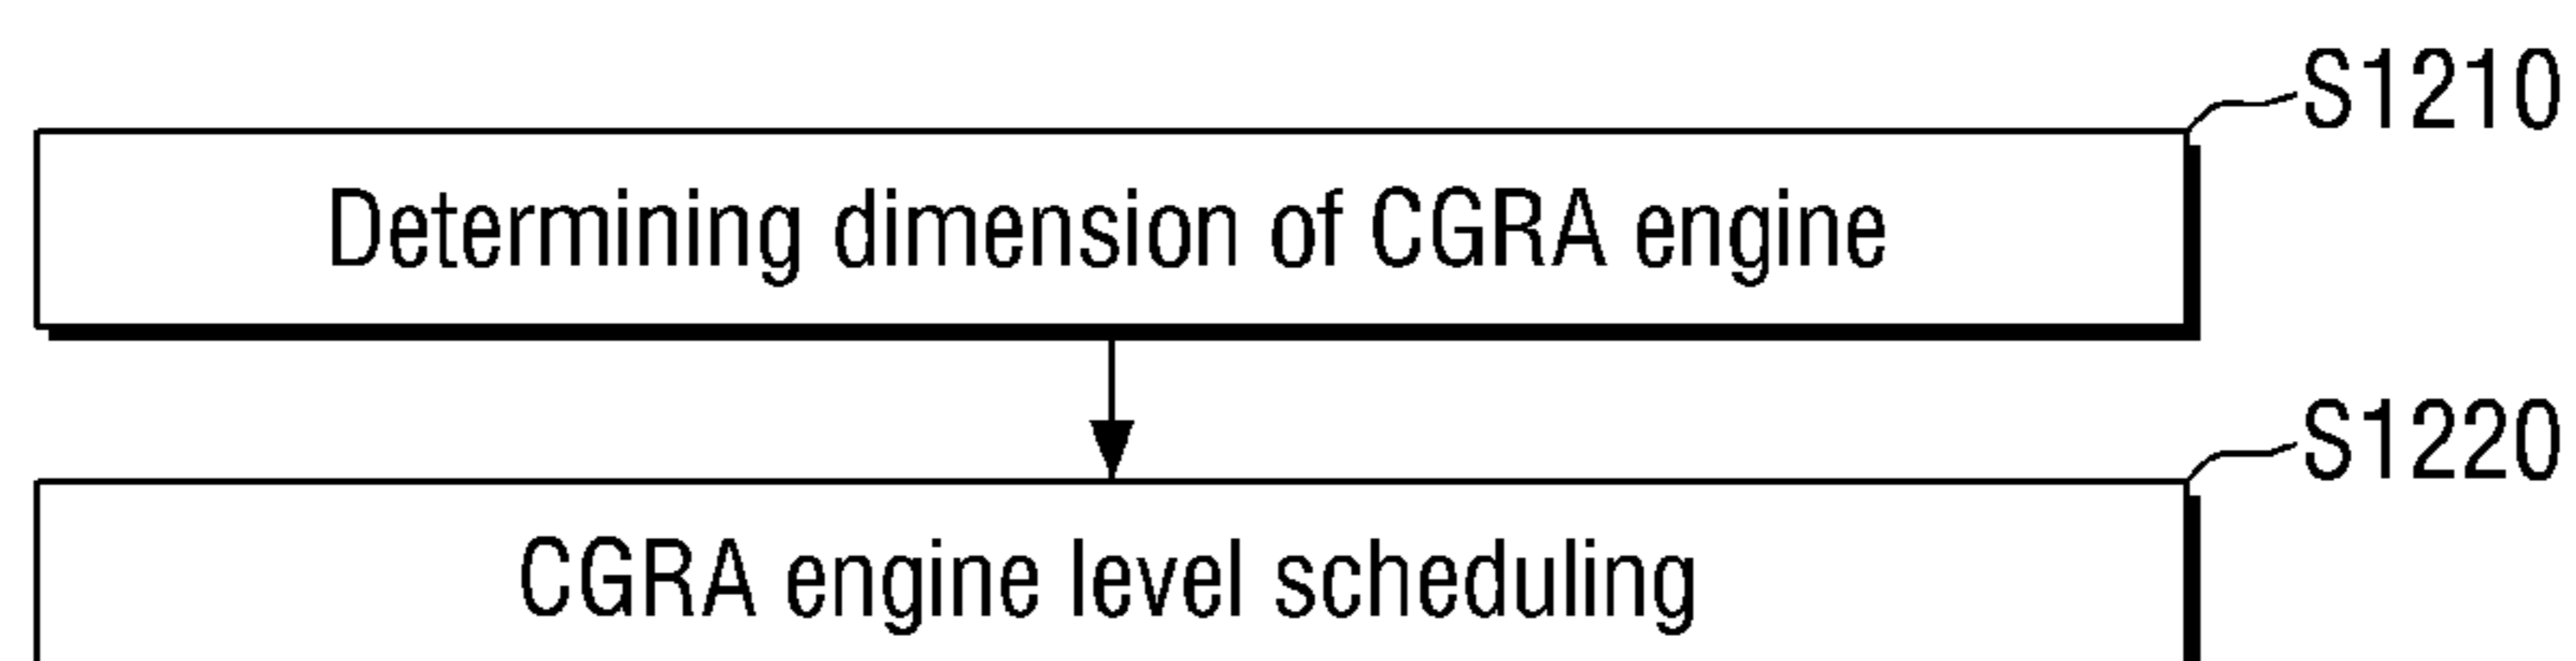 S1210
Determining dimension of CGRA engine
S1220
CGRA engine level scheduling